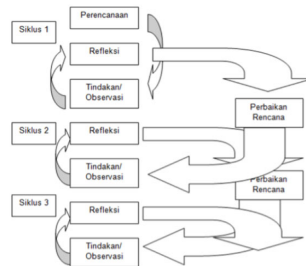 Perencanaan
Siklus 1
Refleksi
Tindakan/
Observasi
Perbaikan
Rencana
Siklus 2
Refleksi
Tindakan/
Observasi
Perbaikan
Rencana
Siklus 3
Refleksi
Tindakan/
Observasi